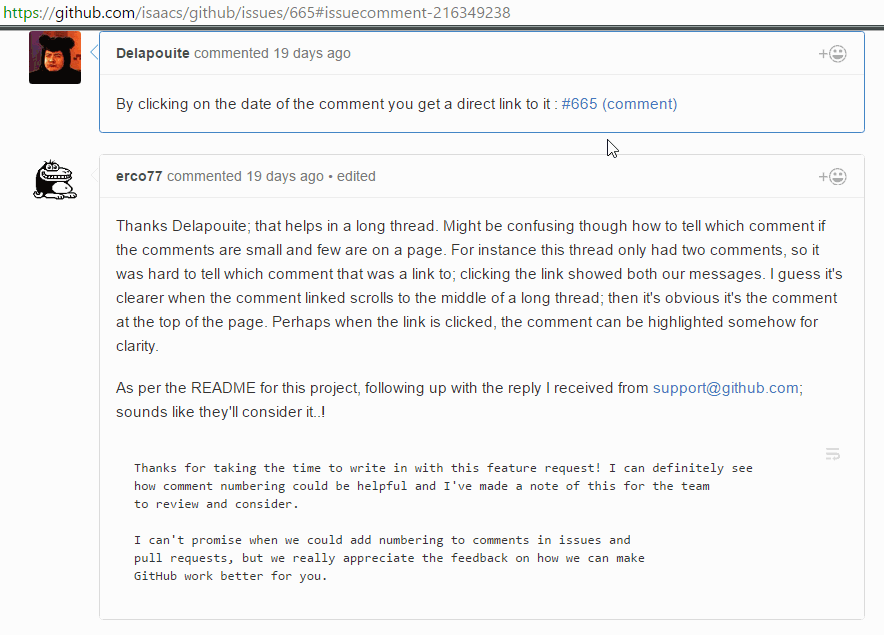 https://github.com/isaacs/github/issues/665#issuecomment-216349238
Delapouite commented 19 days ago
By clicking on the date of the comment you get a direct link to it : #665 (comment)
erco77 commented 19 days ago • edited
Thanks Delapouite; that helps in a long thread. Might be confusing though how to tell which comment if
the comments are small and few are on a page. For instance this thread only had two comments, so it
was hard to tell which comment that was a link to; clicking the link showed both our messages. I guess it's
clearer when the comment linked scrolls to the middle of a long thread; then it's obvious it's the comment
at the top of the page. Perhaps when the link is clicked, the comment can be highlighted somehow for
clarity.
As per the README for this project, following up with the reply I received from support@github.com;
sounds like they'll consider it..!
Thanks for taking the time to write in with this feature request! I can definitely see
how comment numbering could be helpful and I've made a note of this for the team
to review and consider.
I can't promise when we could add numbering to comments in issues and
pull requests, but we really appreciate the feedback on how we can make
GitHub work better for you.